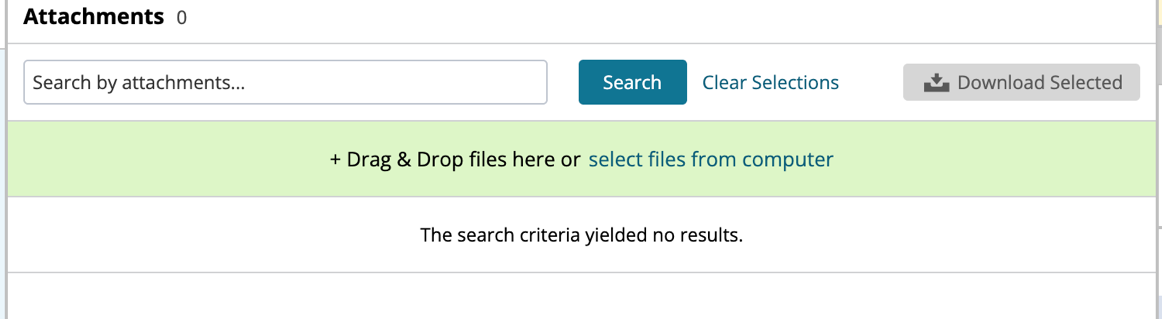 Attachments 0
Search by attachments... Search Clear Selections Download Selected
+ Drag & Drop files here or select files from computer
The search criteria yielded no results.